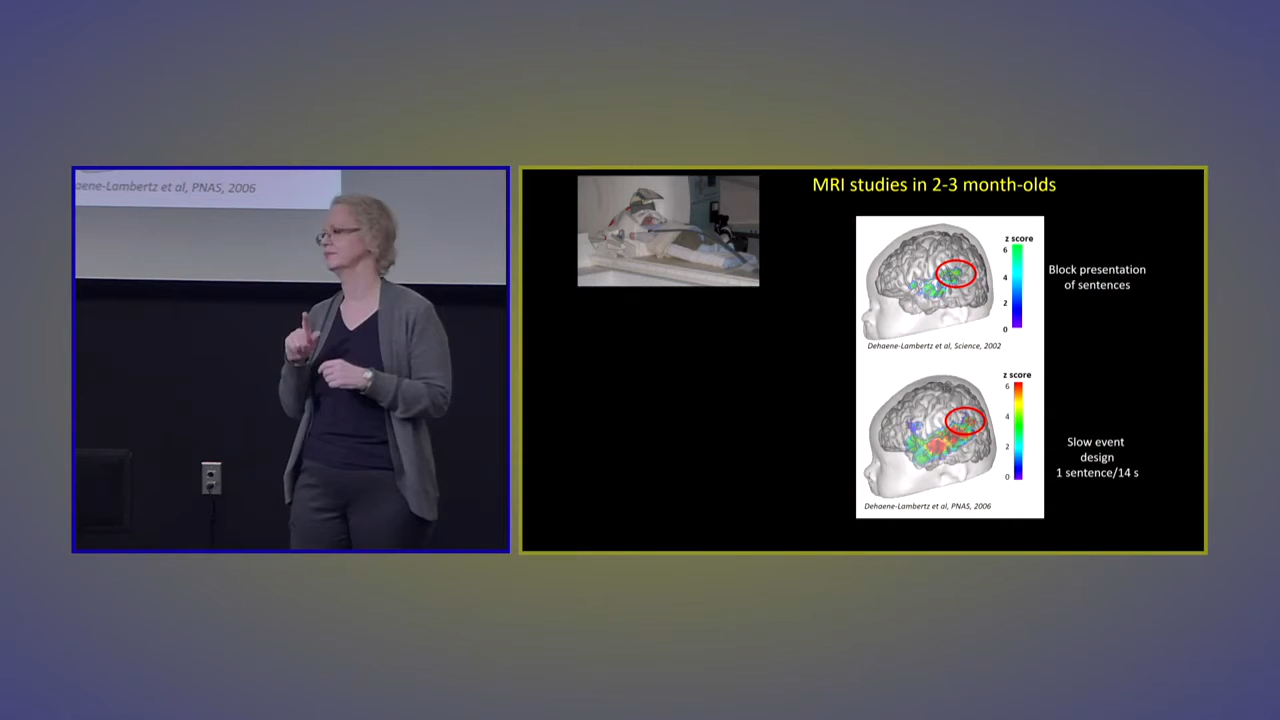 aene-Lambertz et al, PNAS, 2006
MRI studies in 2-3 month-olds
z score
6
4
2
0
Block presentation
of sentences
Dehaene-Lambertz et al, Science, 2002
z score
6
4
2
0
Slow event
design
1 sentence/14 s
Dehaene-Lambertz et al, PNAS, 2006